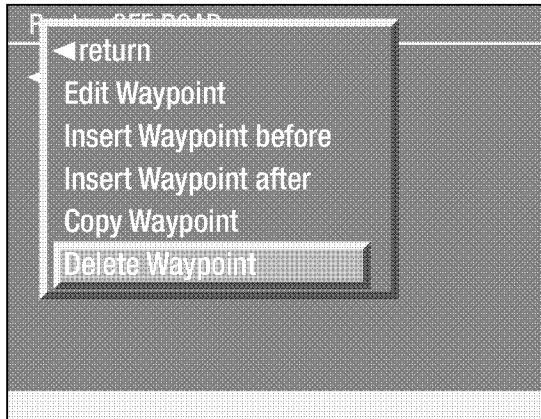 ◄return
Edit Waypoint
Insert Waypoint before
Insert Waypoint after
Copy Waypoint
Delete Waypoint